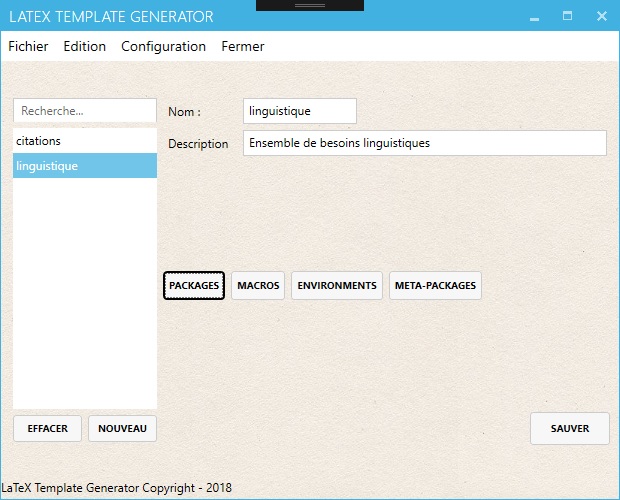 LATEX TEMPLATE GENERATOR
Fichier Edition Configuration Fermer
Recherche... Nom : linguistique
citations Description Ensemble de besoins linguistiques
linguistique
PACKAGES MACROS ENVIRONMENTS META-PACKAGES
EFFACER NOUVEAU SAUVER
LaTeX Template Generator Copyright - 2018